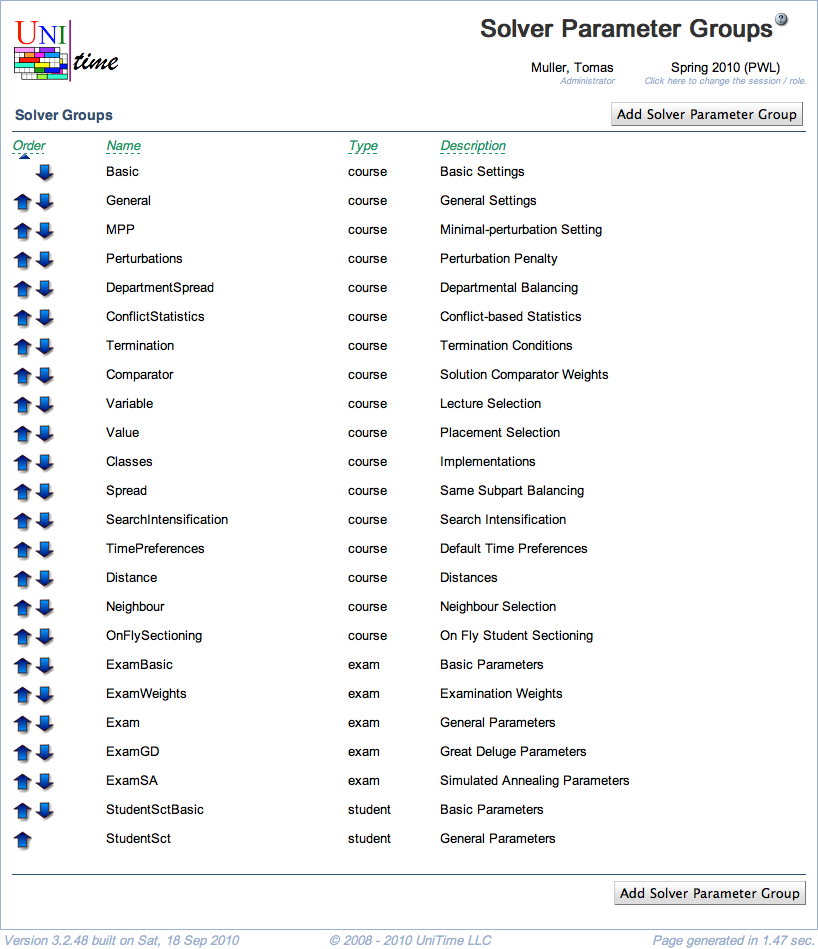 UNI time
Solver Parameter Groups ?
Muller, Tomas Spring 2010 (PWL)
Administrator Click here to change the session / role.
Solver Groups Add Solver Parameter Group
Order Name Type Description
Basic course Basic Settings
General course General Settings
MPP course Minimal-perturbation Setting
Perturbations course Perturbation Penalty
DepartmentSpread course Departmental Balancing
ConflictStatistics course Conflict-based Statistics
Termination course Termination Conditions
Comparator course Solution Comparator Weights
Variable course Lecture Selection
Value course Placement Selection
Classes course Implementations
Spread course Same Subpart Balancing
SearchIntensification course Search Intensification
TimePreferences course Default Time Preferences
Distance course Distances
Neighbour course Neighbour Selection
OnFlySectioning course On Fly Student Sectioning
ExamBasic exam Basic Parameters
ExamWeights exam Examination Weights
Exam exam General Parameters
ExamGD exam Great Deluge Parameters
ExamSA exam Simulated Annealing Parameters
StudentSctBasic student Basic Parameters
StudentSct student General Parameters
Add Solver Parameter Group
Version 3.2.48 built on Sat, 18 Sep 2010 © 2008 - 2010 UniTime LLC Page generated in 1.47 sec.